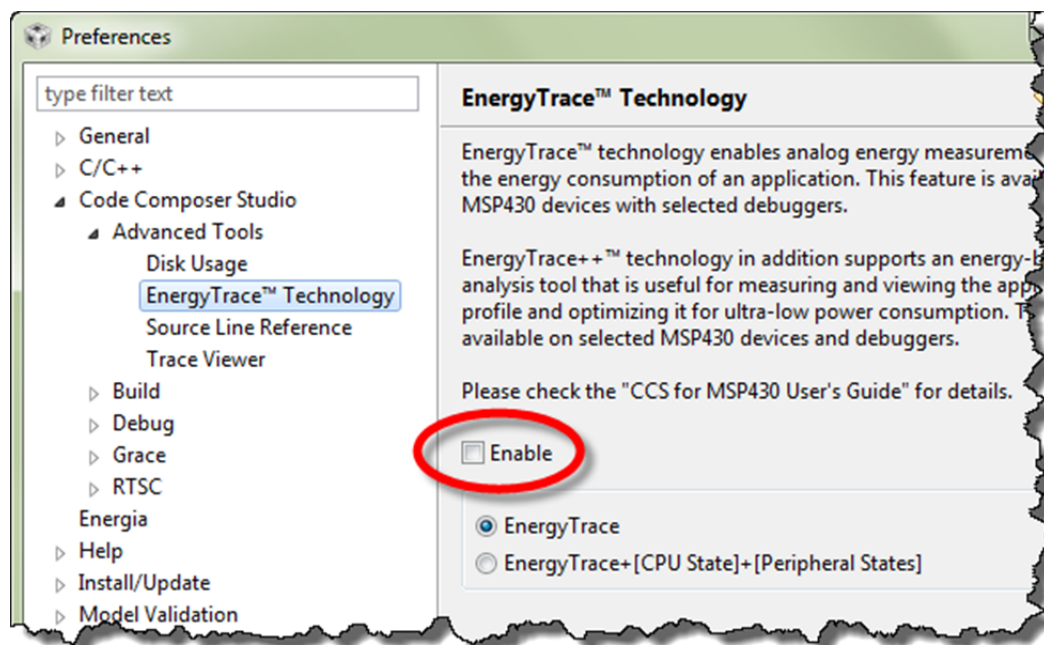 Preferences
type filter text
General
C/C++
Code Composer Studio
Advanced Tools
Disk Usage
EnergyTrace™ Technology
Source Line Reference
Trace Viewer
Build
Debug
Grace
RTSC
Energia
Help
Install/Update
Model Validation
EnergyTrace™ Technology
EnergyTrace™ technology enables analog energy
the energy consumption of an application. This feature is
MSP430 devices with selected debuggers.
EnergyTrace++™ technology in addition supports an
analysis tool that is useful for measuring and viewing the
profile and optimizing it for ultra-low power consumption.
available on selected MSP430 devices and debuggers.
Please check the "CCS for MSP430 User's Guide" for details.
Enable
EnergyTrace
EnergyTrace+[CPU State]+[Peripheral States]